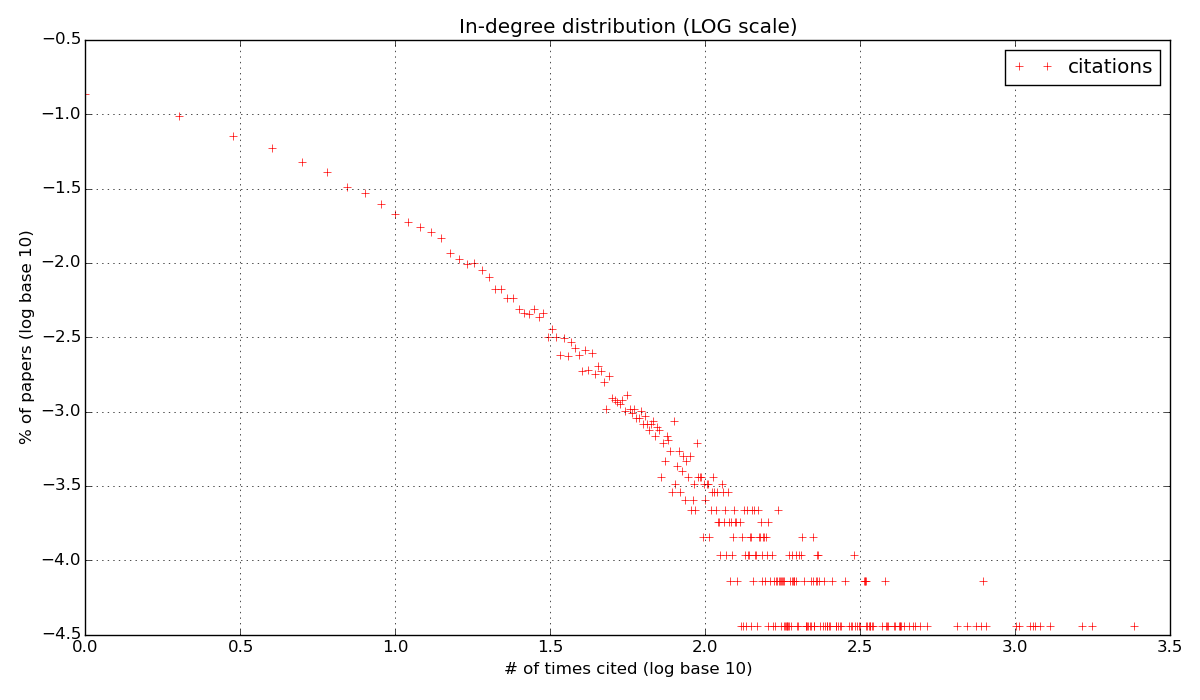 In-degree distribution (LOG scale)
citations
% of papers (log base 10)
−0.5
−1.0
−1.5
−2.0
−2.5
−3.0
−3.5
−4.0
−4.5
0.0 0.5 1.0 1.5 2.0 2.5 3.0 3.5
# of times cited (log base 10)